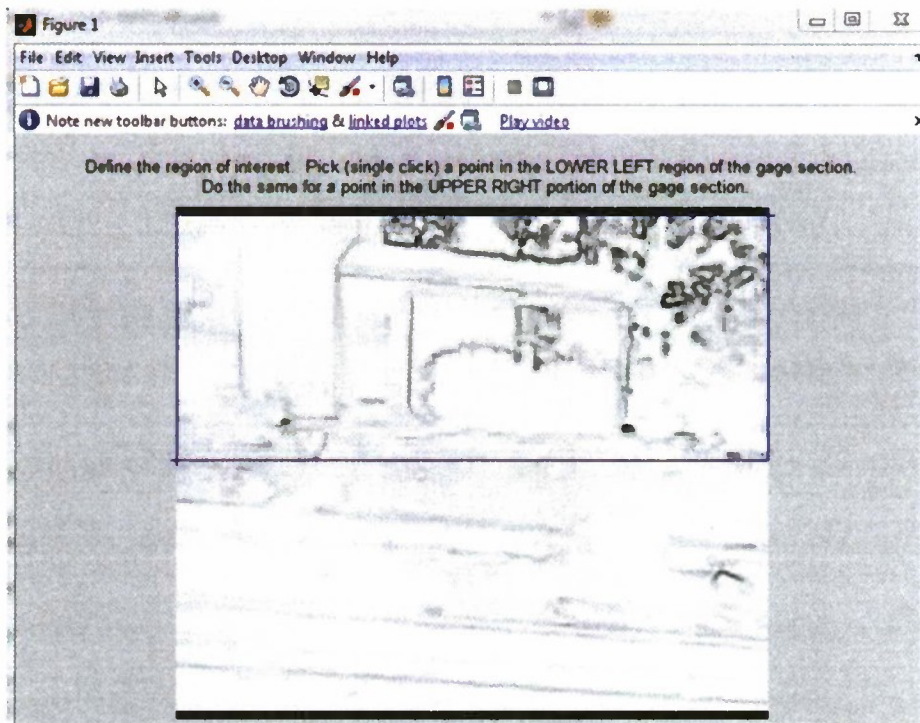 Figure 1
File Edit View Insert Tools Desktop Window Help
Note new toolbar buttons: data brushing & linked plots Play video
Define the region of interest. Pick (single click) a point in the LOWER LEFT region of the gage section.
Do the same for a point in the UPPER RIGHT portion of the gage section.